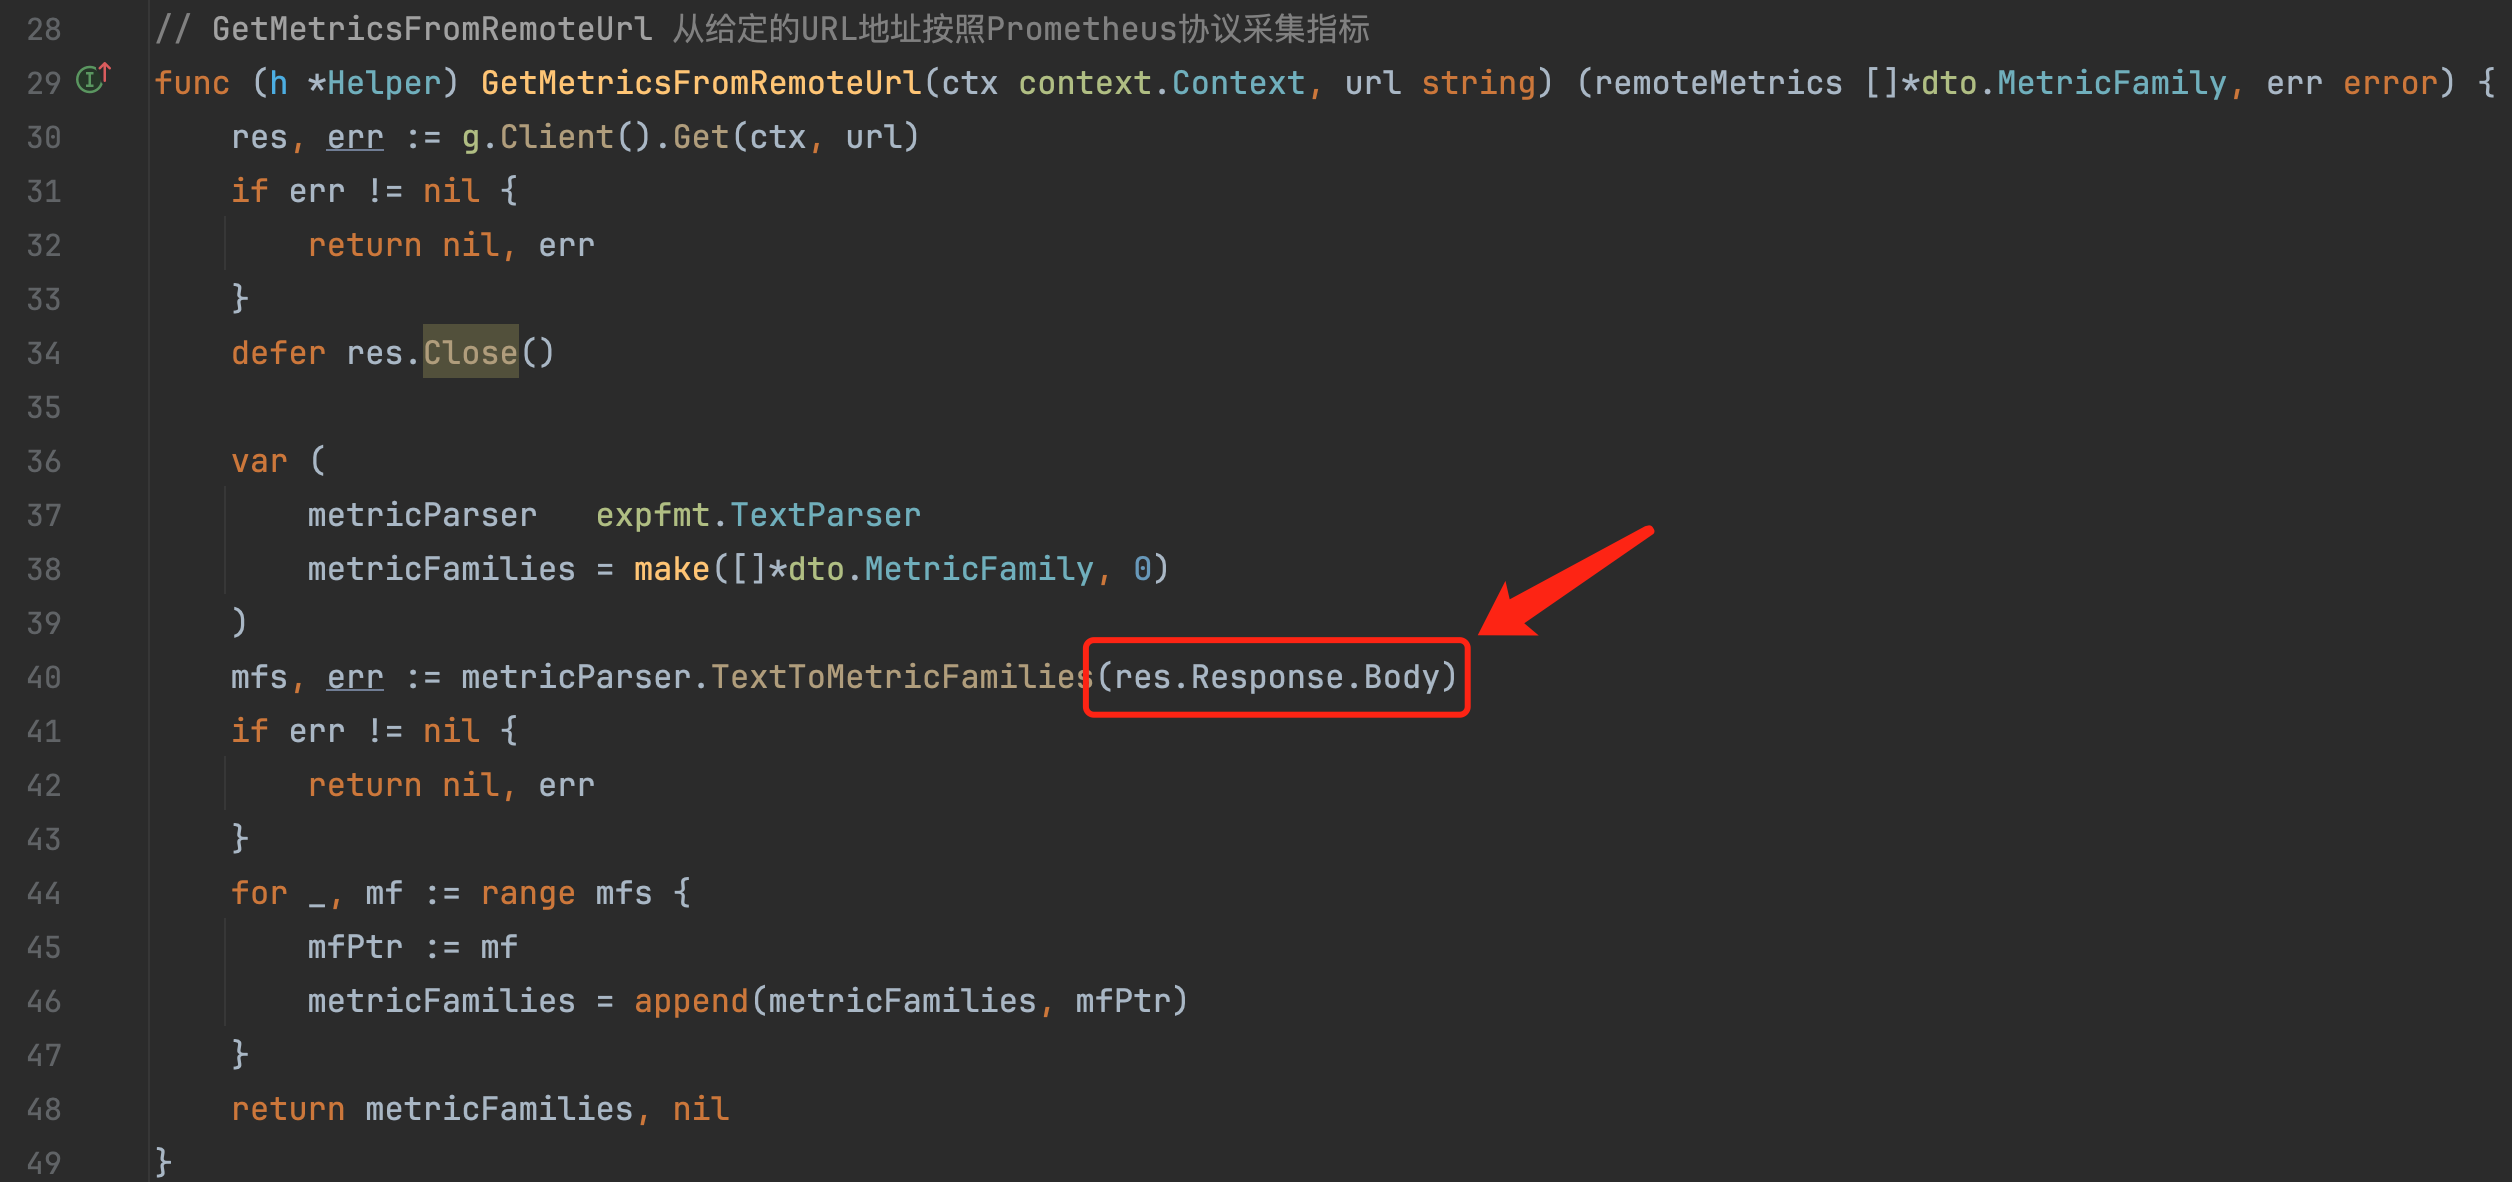 28 // GetMetricsFromRemoteUrl 从给定的URL地址按照Prometheus协议采集指标
29 func (h *Helper) GetMetricsFromRemoteUrl(ctx context.Context, url string) (remoteMetrics []*dto.MetricFamily, err error) {
30 res, err := g.Client().Get(ctx, url)
31 if err != nil {
32 return nil, err
33 }
34 defer res.Close()
35
36 var (
37 metricParser expfmt.TextParser
38 metricFamilies = make([]*dto.MetricFamily, 0)
39 )
40 mfs, err := metricParser.TextToMetricFamilies(res.Response.Body)
41 if err != nil {
42 return nil, err
43 }
44 for _, mf := range mfs {
45 mfPtr := mf
46 metricFamilies = append(metricFamilies, mfPtr)
47 }
48 return metricFamilies, nil
49 }